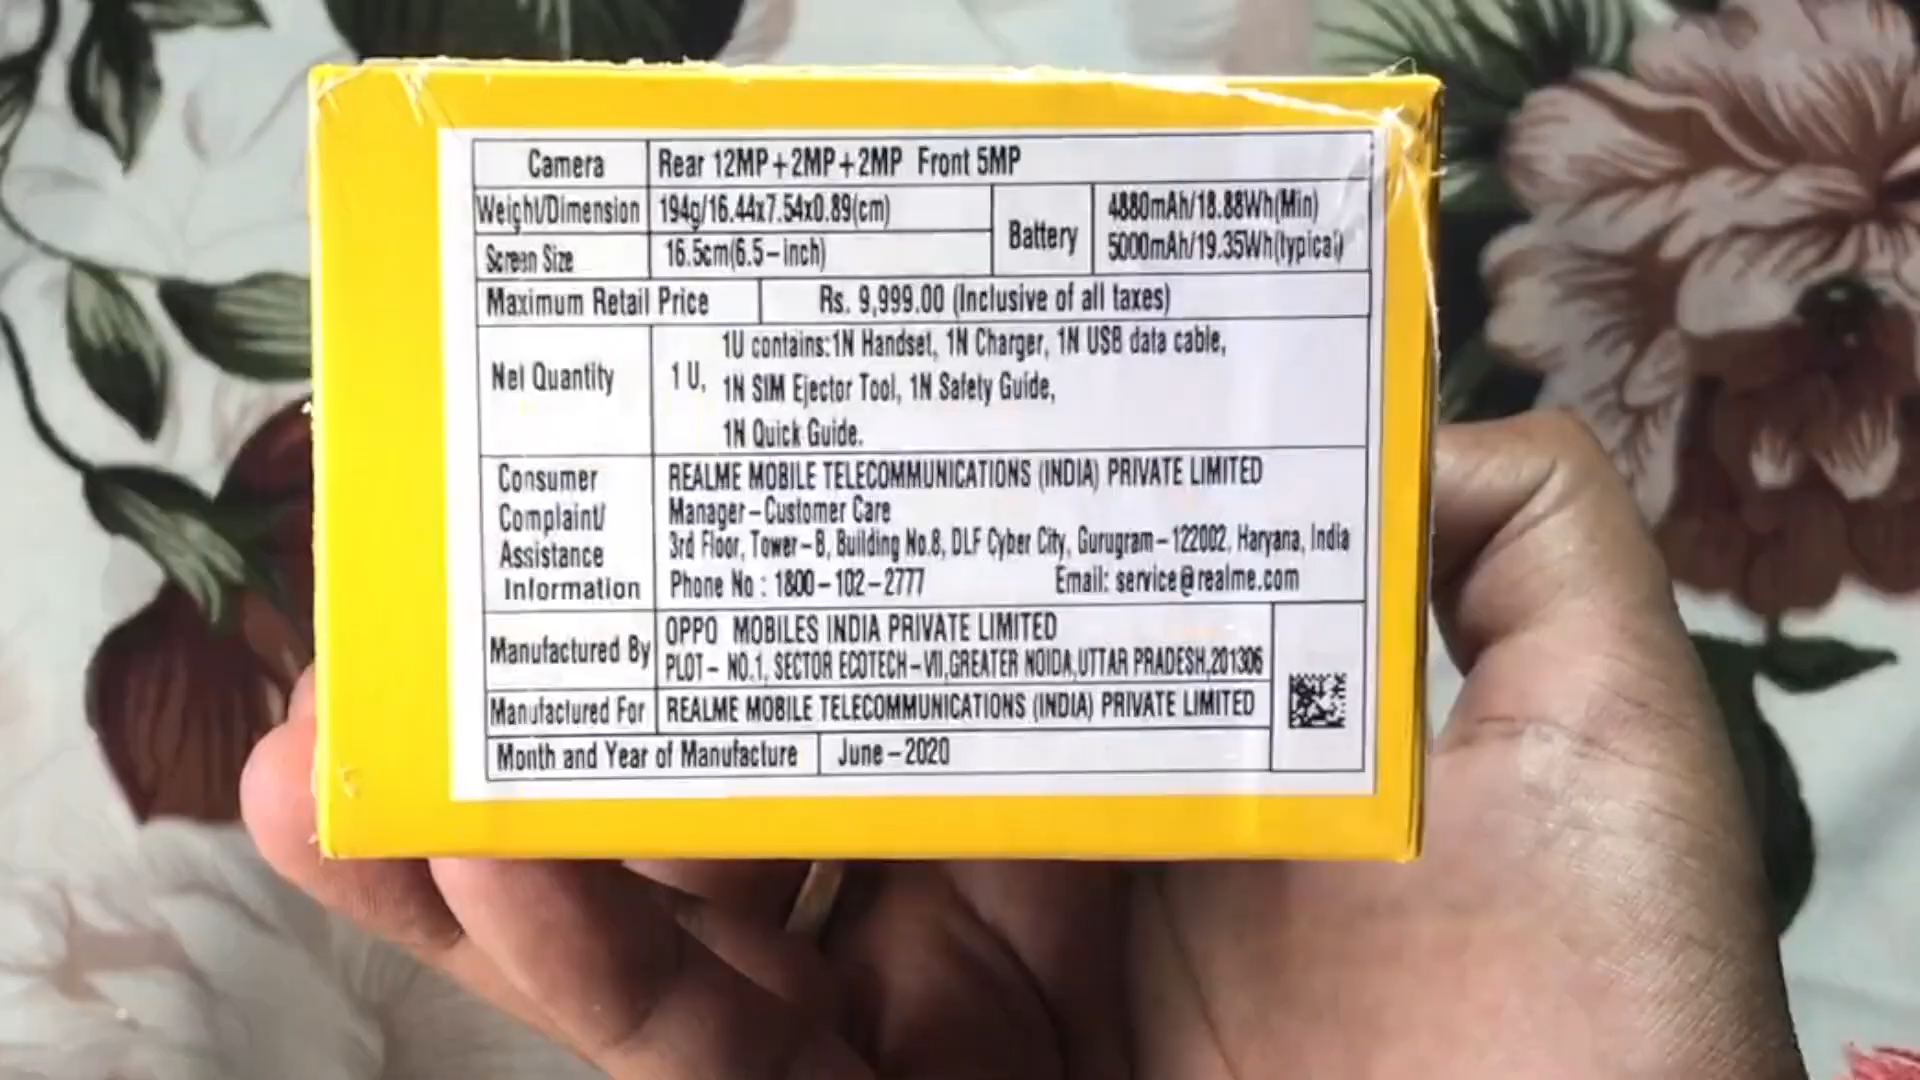 Camera Rear 12MP+2MP+2MP Front 5MP
Weight/Dimension 194g/16.44x7.54x0.89(cm)
Screen Size 16.5cm(6.5-inch)
Battery 4880mAh/18.88Wh(Min)
5000mAh/19.35Wh(typical)
Maximum Retail Price Rs. 9,999.00 (Inclusive of all taxes)
Net Quantity 1 U, 1U contains:1N Handset, 1N Charger, 1N USB data cable,
1N SIM Ejector Tool, 1N Safety Guide,
1N Quick Guide.
Consumer Complaint/ Assistance Information
REALME MOBILE TELECOMMUNICATIONS (INDIA) PRIVATE LIMITED
Manager-Customer Care
3rd Floor, Tower-B, Building No.8, DLF Cyber City, Gurugram-122002, Haryana, India
Phone No : 1800-102-2777 Email: service@realme.com
Manufactured By OPPO MOBILES INDIA PRIVATE LIMITED
PLOT- NO.1, SECTOR ECOTECH-VII,GREATER NOIDA,UTTAR PRADESH,201306
Manufactured For REALME MOBILE TELECOMMUNICATIONS (INDIA) PRIVATE LIMITED
Month and Year of Manufacture June-2020